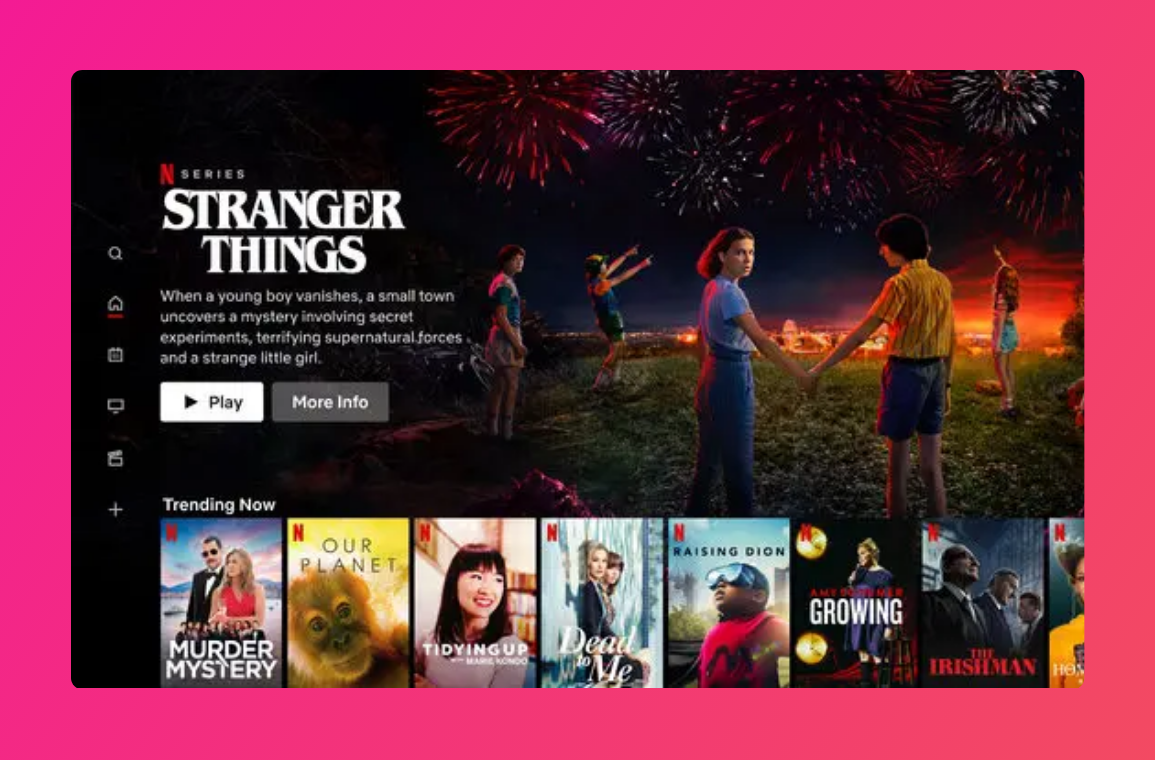 N SERIES
STRANGER
THINGS
When a young boy vanishes, a small town
uncovers a mystery involving secret
experiments, terrifying supernatural forces
and a strange little girl.
Play
More Info
Trending Now
N
MURDER
MYSTERY
N
OUR
PLANET
N
TIDYING UP
WITH MARIE KONDO
N
Dead
to Me
N
RAISING DION
N
AMY SCHUMER
GROWING
N
THE
IRISHMAN
N